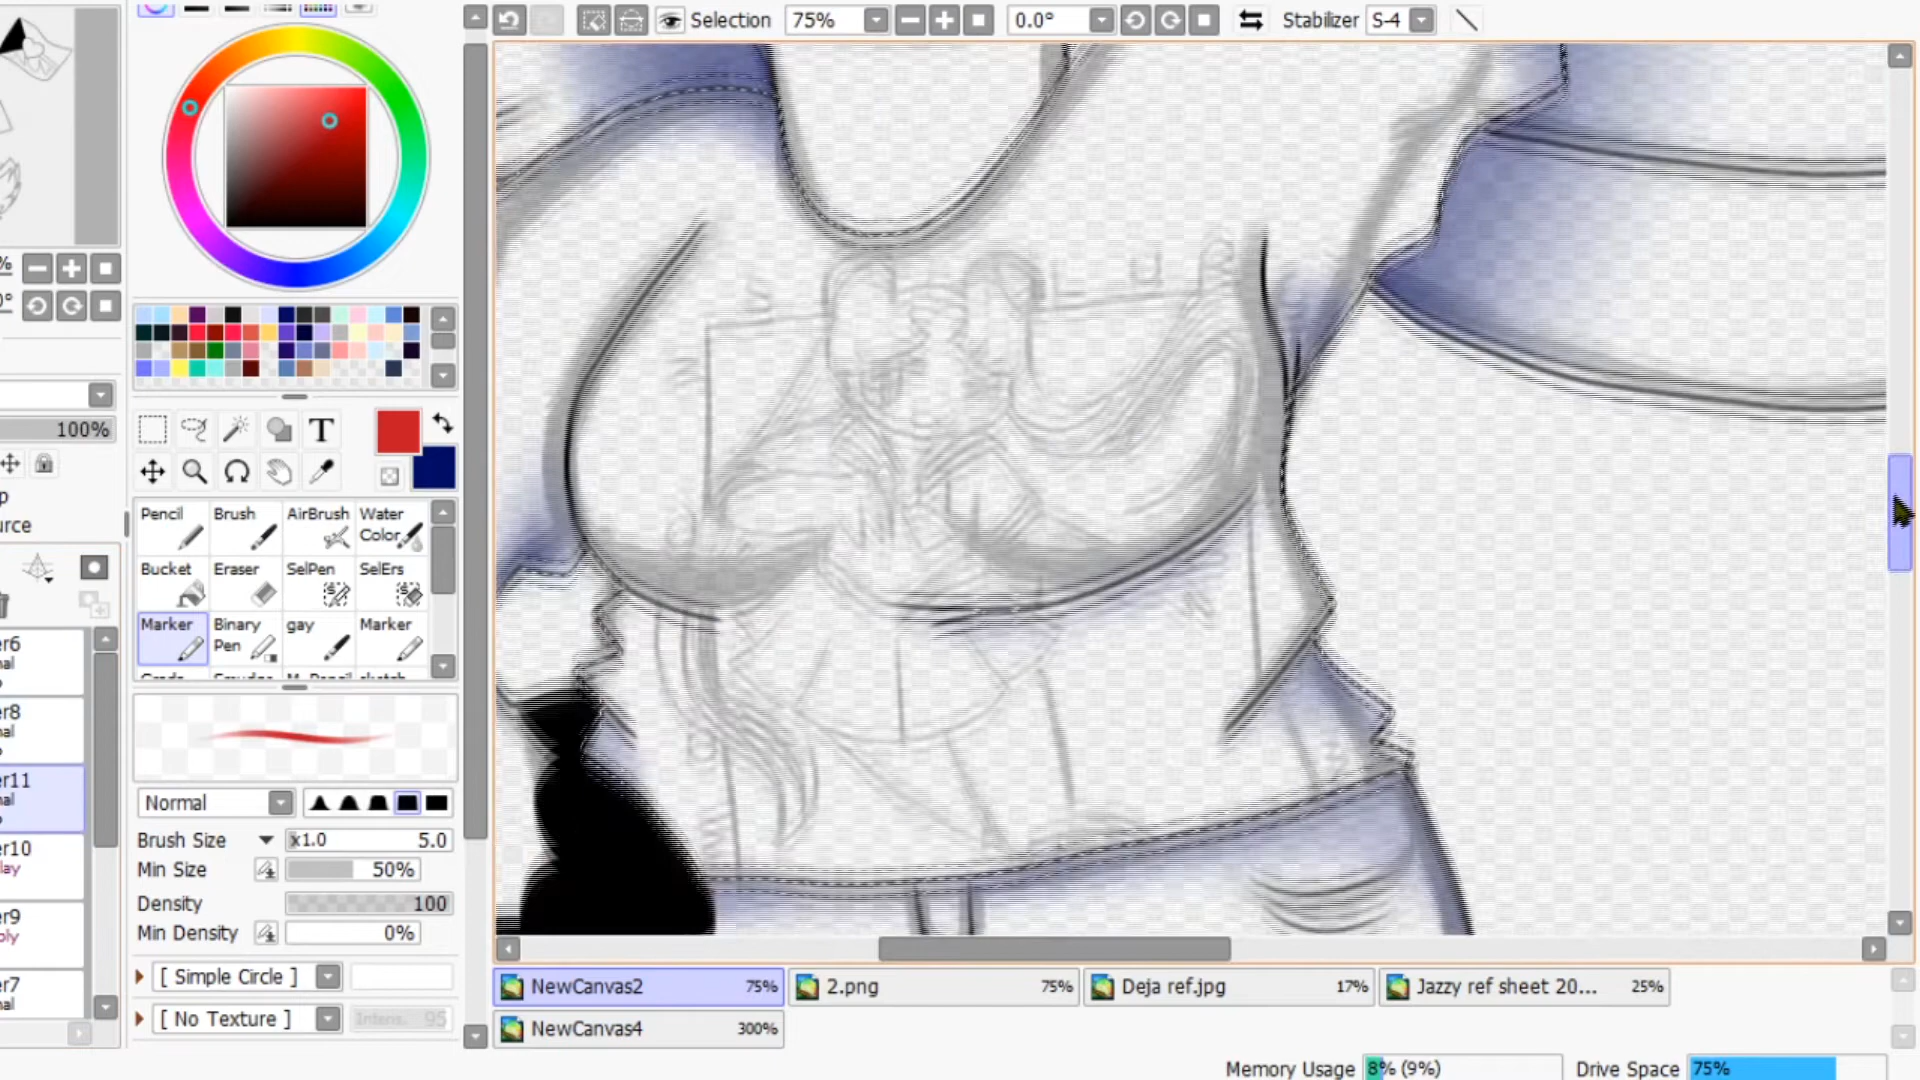 Selection 75% 0.0° Stabilizer S-4
100%
Pencil Brush AirBrush Water Color
Bucket Eraser SelPen SelErs
Marker Binary Pen gay Marker
Normal
Brush Size x1.0 5.0
Min Size 50%
Density 100
Min Density 0%
[ Simple Circle ]
[ No Texture ] Intens. 95
NewCanvas2 75% 2.png 75% Deja ref.jpg 17% Jazzy ref sheet 20... 25%
NewCanvas4 300%
Memory Usage 8% (9%) Drive Space 75%